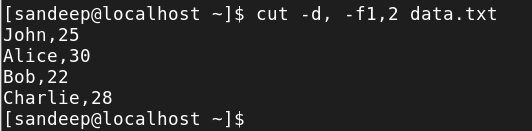 [sandeep@localhost ~]$ cut -d, -f1,2 data.txt
John,25
Alice,30
Bob,22
Charlie,28
[sandeep@localhost ~]$